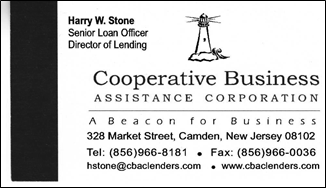 Harry W. Stone
Senior Loan Officer
Director of Lending
Cooperative Business
ASSISTANCE CORPORATION
A Beacon for Business
328 Market Street, Camden, New Jersey 08102
Tel: (856)966-8181 • Fax: (856)966-0036
hstone@cbaclenders.com • www.cbaclenders.com